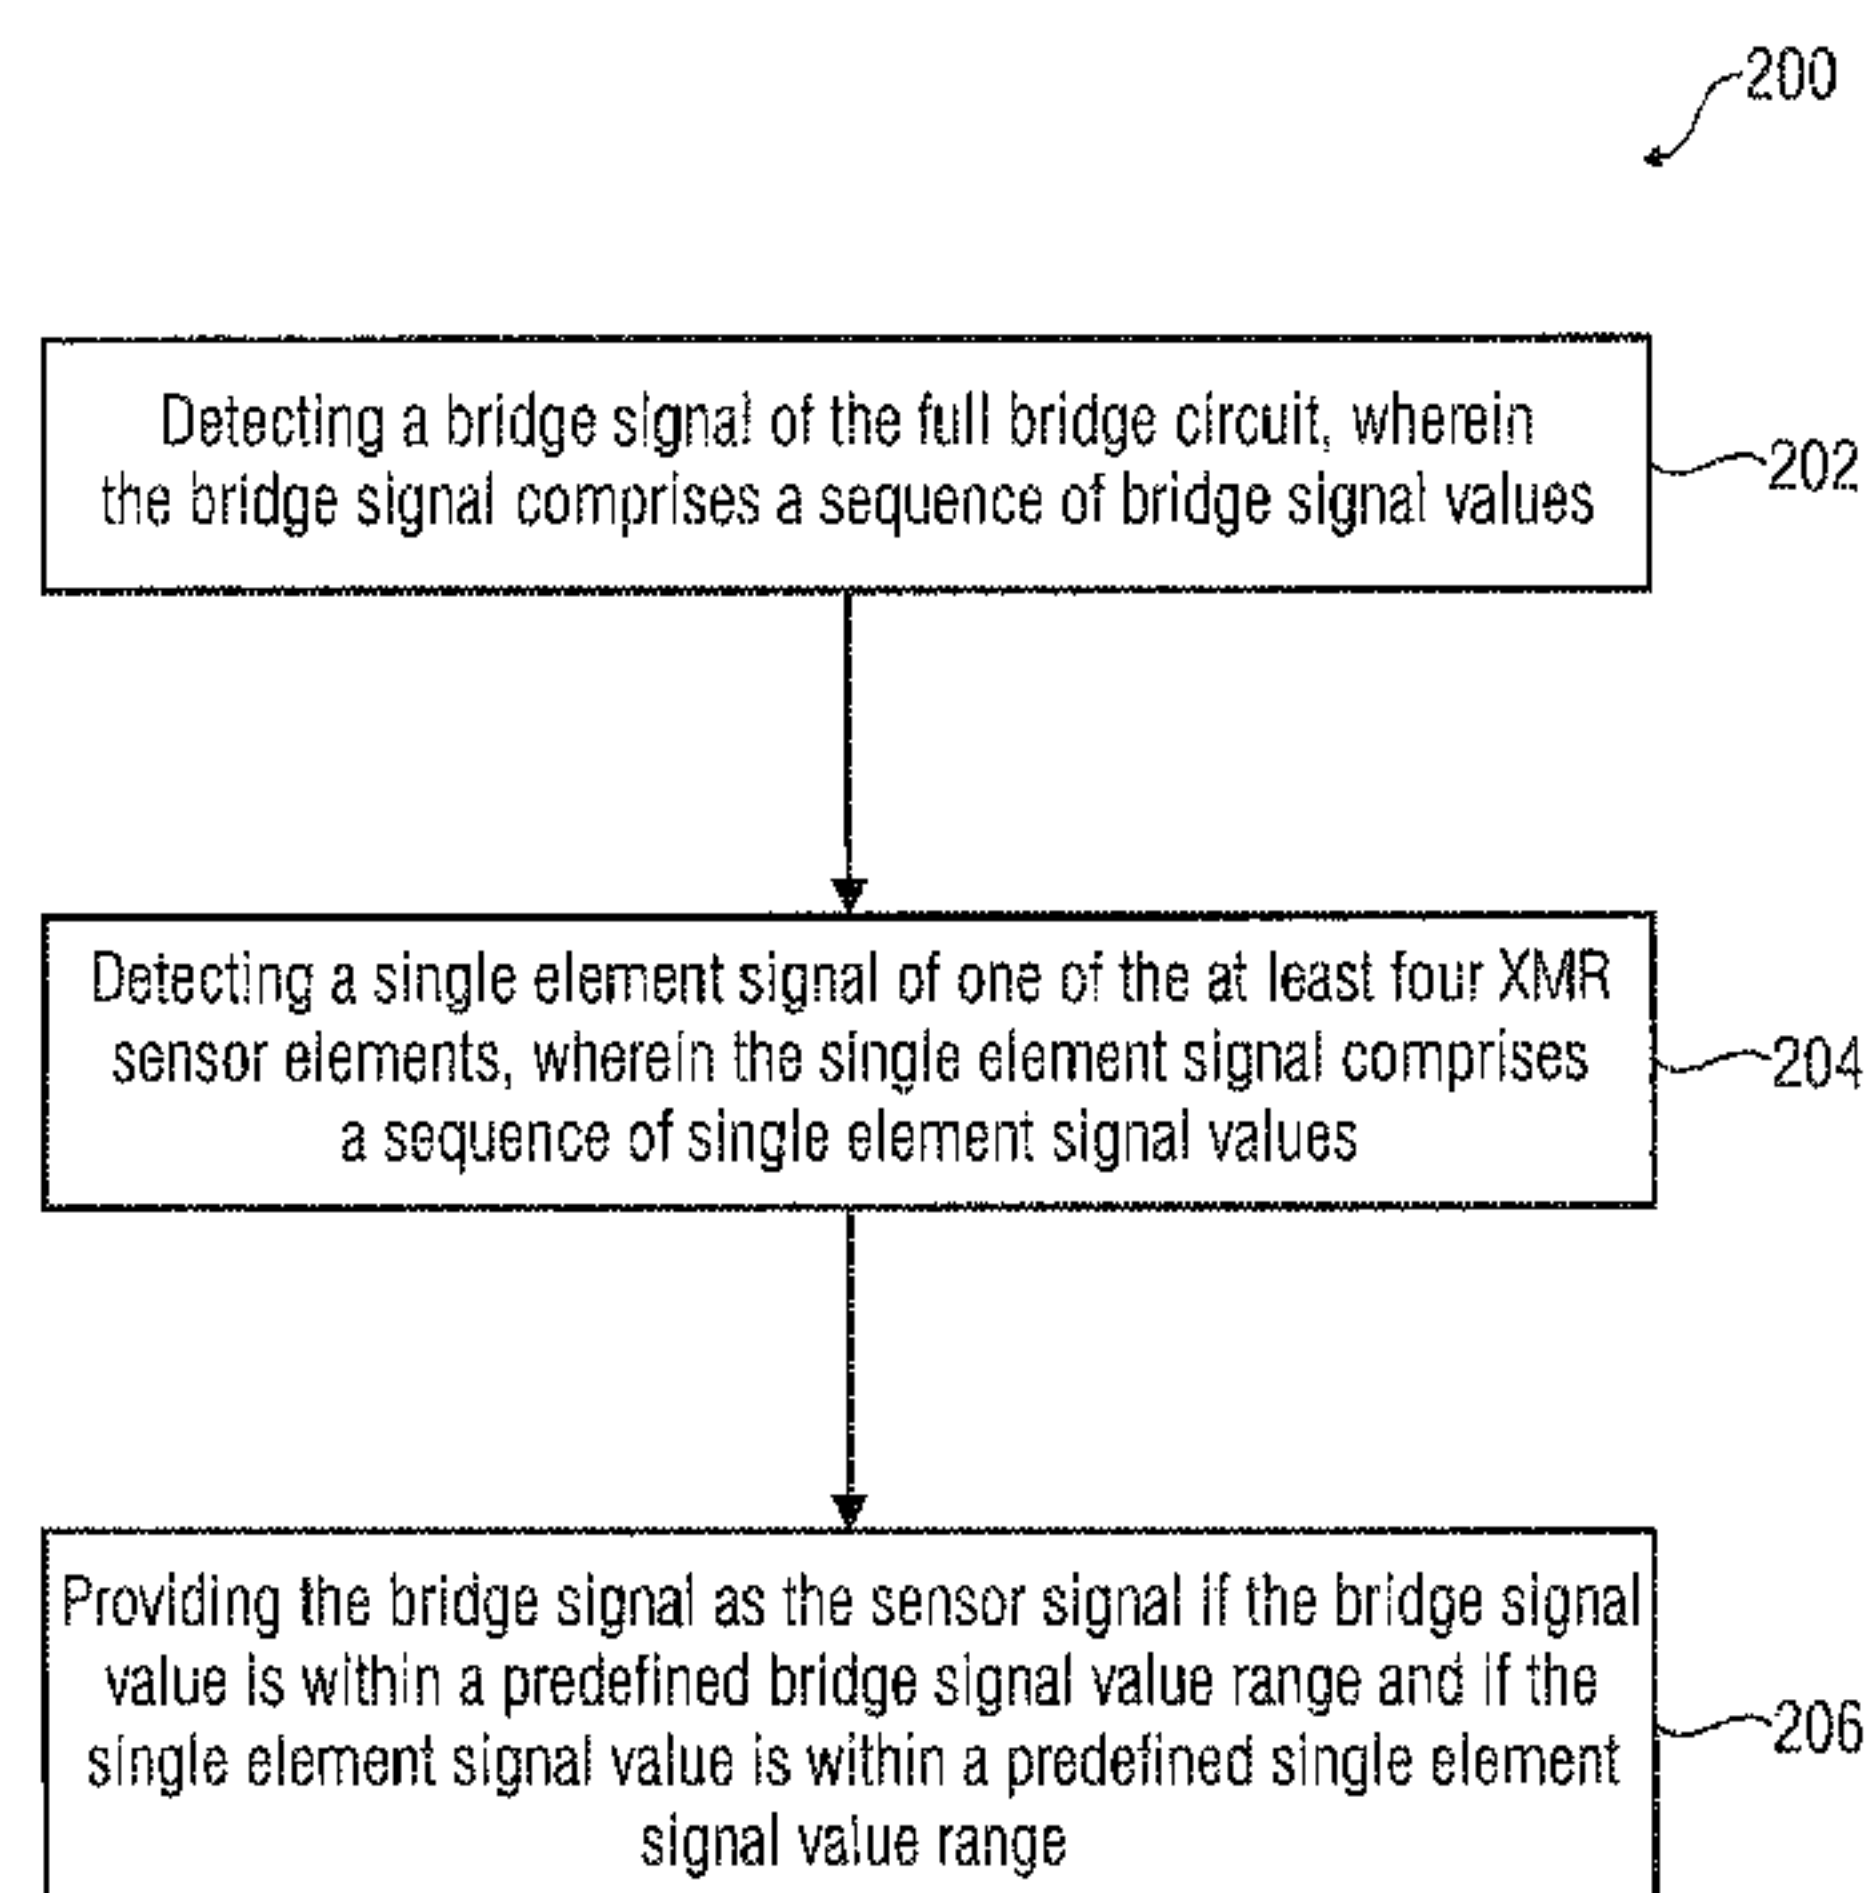 200
Detecting a bridge signal of the full bridge circuit, wherein
the bridge signal comprises a sequence of bridge signal values
202
Detecting a single element signal of one of the at least four XMR
sensor elements, wherein the single element signal comprises
a sequence of single element signal values
204
Providing the bridge signal as the sensor signal if the bridge signal
value is within a predefined bridge signal value range and if the
single element signal value is within a predefined single element
signal value range
206